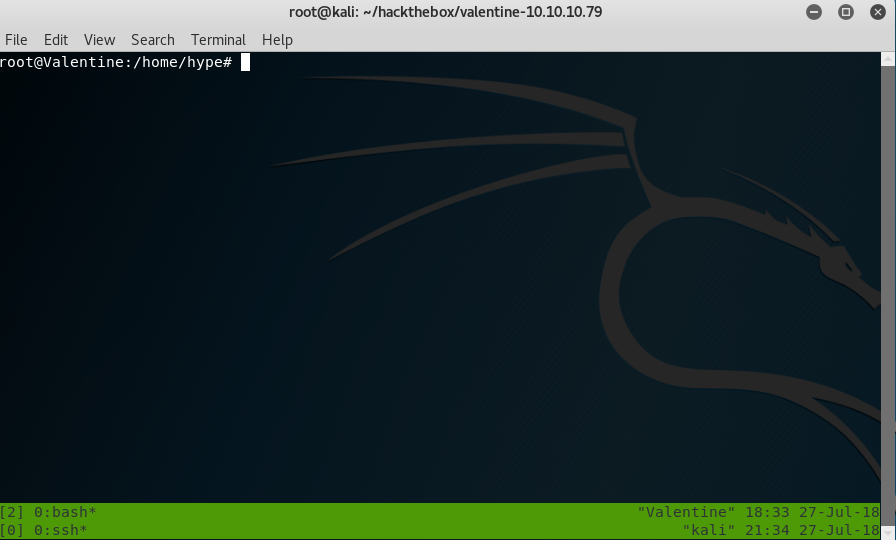 root@kali: ~/hackthebox/valentine-10.10.10.79
File Edit View Search Terminal Help
root@Valentine:/home/hype#
[2] 0:bash* "Valentine" 18:33 27-Jul-18
[0] 0:ssh* "kali" 21:34 27-Jul-18